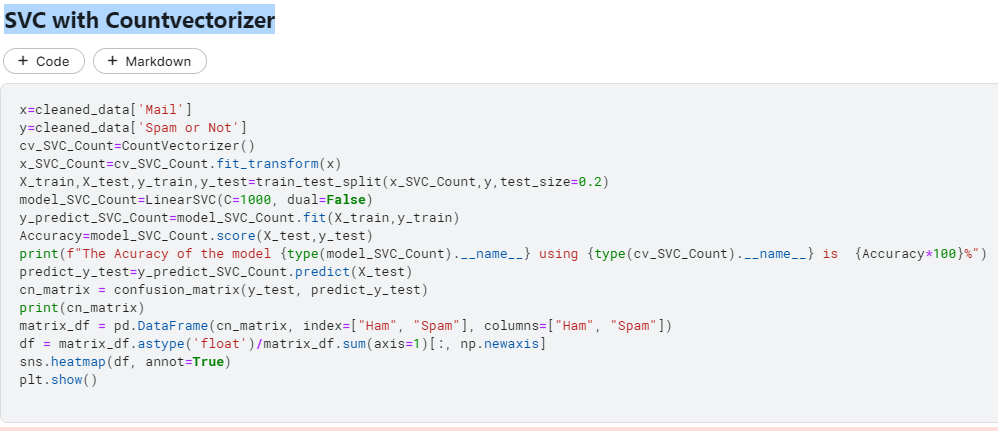 SVC with Countvectorizer
+ Code + Markdown
x=cleaned_data['Mail']
y=cleaned_data['Spam or Not']
cv_SVC_Count=CountVectorizer()
x_SVC_Count=cv_SVC_Count.fit_transform(x)
X_train,X_test,y_train,y_test=train_test_split(x_SVC_Count,y,test_size=0.2)
model_SVC_Count=LinearSVC(C=1000, dual=False)
y_predict_SVC_Count=model_SVC_Count.fit(X_train,y_train)
Accuracy=model_SVC_Count.score(X_test,y_test)
print(f"The Acuracy of the model {type(model_SVC_Count).__name__} using {type(cv_SVC_Count).__name__} is  {Accuracy*100}%")
predict_y_test=y_predict_SVC_Count.predict(X_test)
cn_matrix = confusion_matrix(y_test, predict_y_test)
print(cn_matrix)
matrix_df = pd.DataFrame(cn_matrix, index=["Ham", "Spam"], columns=["Ham", "Spam"])
df = matrix_df.astype('float')/matrix_df.sum(axis=1)[:, np.newaxis]
sns.heatmap(df, annot=True)
plt.show()